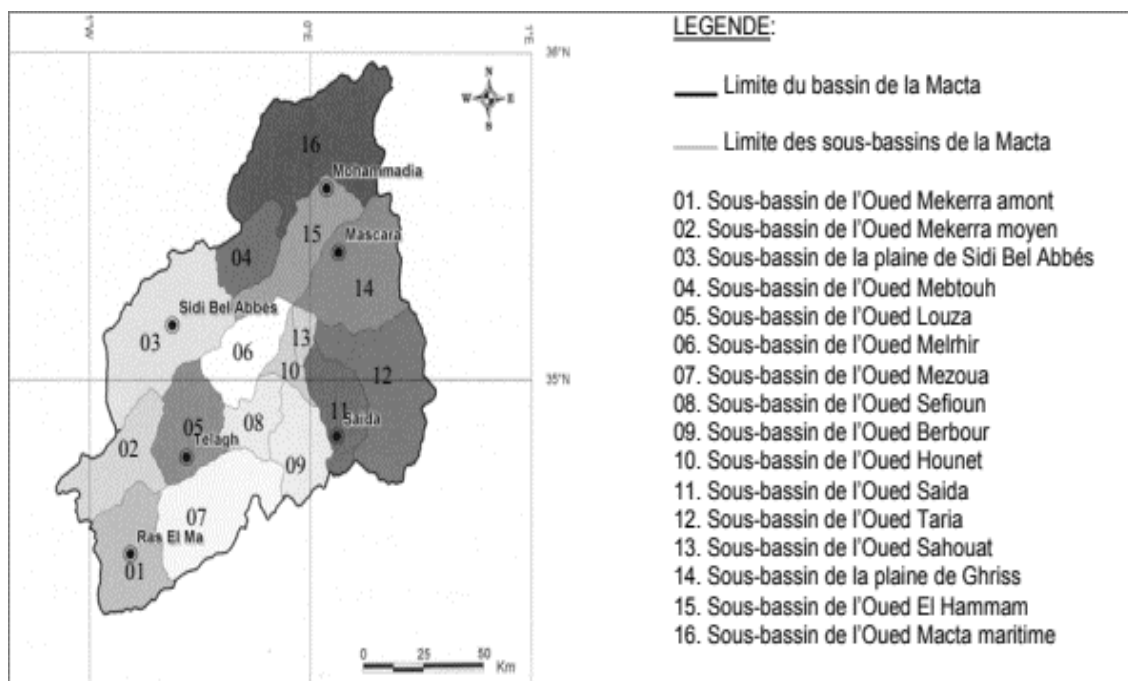 1°W
0°E
1°E
36°N
N
W E
S
16
Mohammadia
15
Mascara
04
14
Sidi Bel Abbés
03
13
06
10
12
35°N
11
Saida
08
05
02
Telagh
09
07
Ras El Ma
01
0 25 50
Km
LEGENDE:
Limite du bassin de la Macta
Limite des sous-bassins de la Macta
01. Sous-bassin de l'Oued Mekerra amont
02. Sous-bassin de l'Oued Mekerra moyen
03. Sous-bassin de la plaine de Sidi Bel Abbés
04. Sous-bassin de l'Oued Mebtouh
05. Sous-bassin de l'Oued Louza
06. Sous-bassin de l'Oued Melrhir
07. Sous-bassin de l'Oued Mezoua
08. Sous-bassin de l'Oued Sefioun
09. Sous-bassin de l'Oued Berbour
10. Sous-bassin de l'Oued Hounet
11. Sous-bassin de l'Oued Saida
12. Sous-bassin de l'Oued Taria
13. Sous-bassin de l'Oued Sahouat
14. Sous-bassin de la plaine de Ghriss
15. Sous-bassin de l'Oued El Hammam
16. Sous-bassin de l'Oued Macta maritime